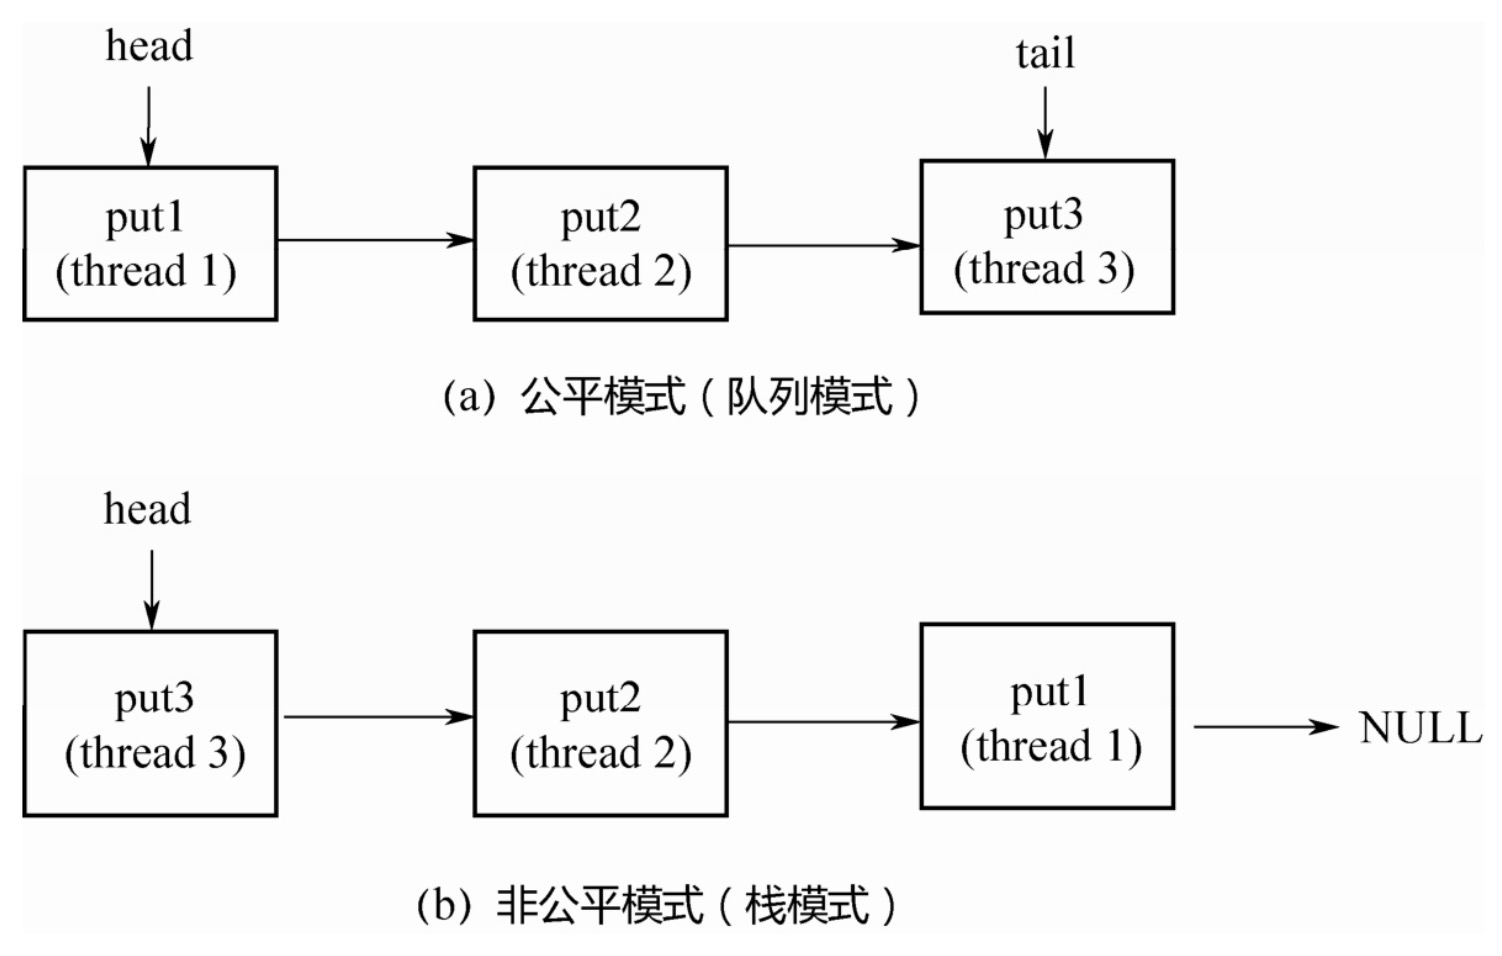 head
tail
put1
(thread 1)
put2
(thread 2)
put3
(thread 3)
(a) 公平模式（队列模式）
head
put3
(thread 3)
put2
(thread 2)
put1
(thread 1)
NULL
(b) 非公平模式（栈模式）